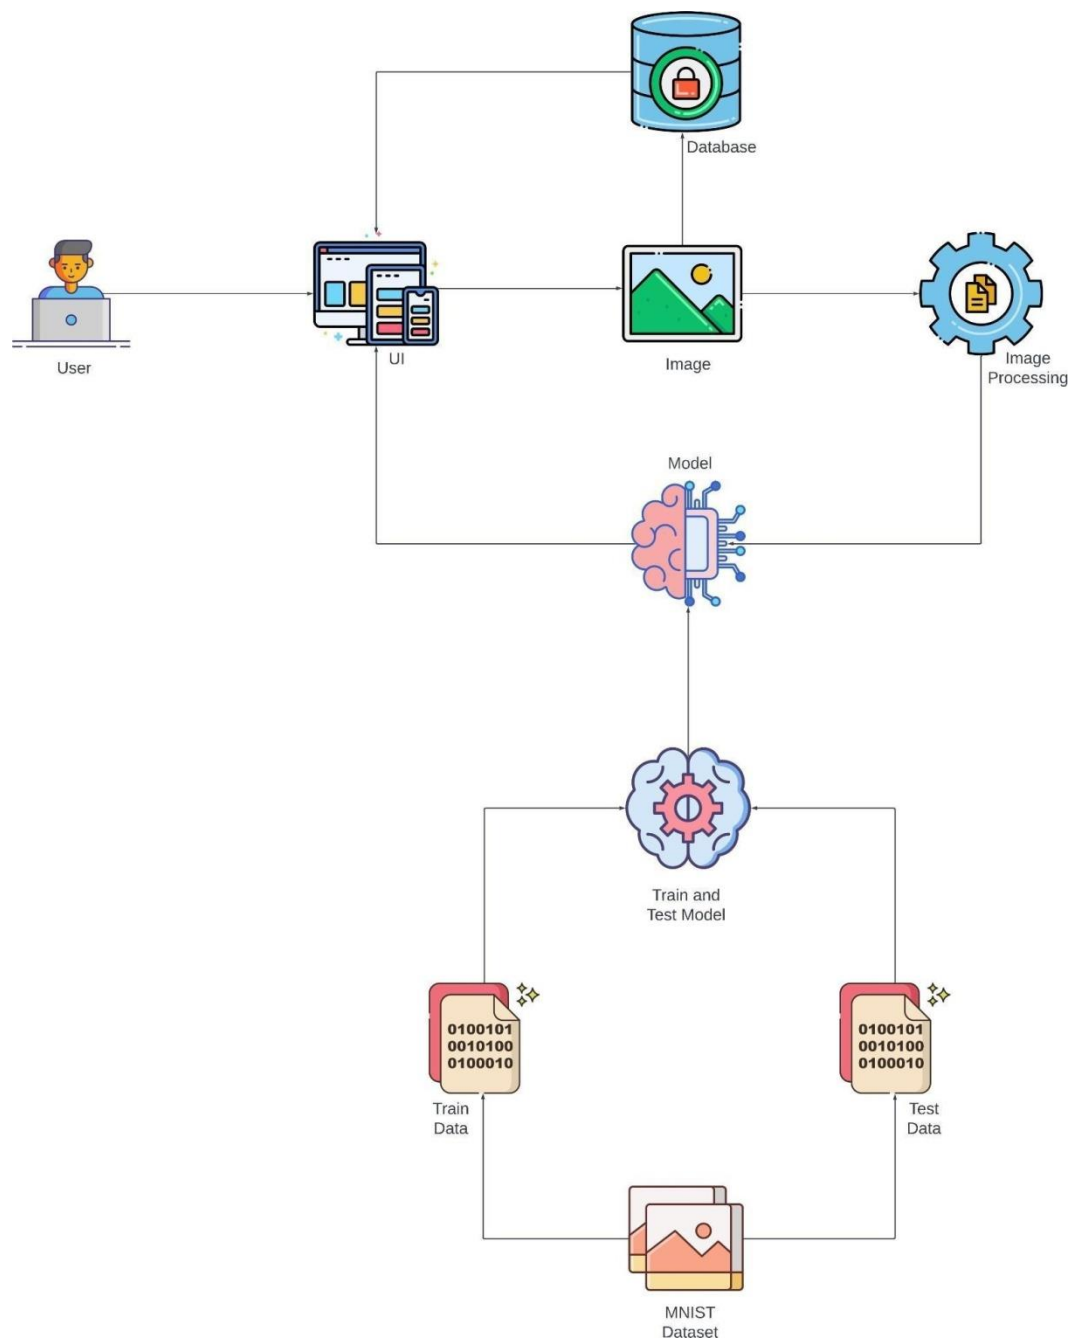 Database
User
UI
Image
Image
Processing
Model
Train and
Test Model
0100101
0010100
0100010
Train
Data
0100101
0010100
0100010
Test
Data
MNIST
Dataset